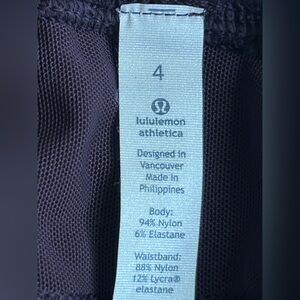 4
lululemon
athletica
Designed in
Vancouver
Made in
Philippines
Body:
94% Nylon
6% Elastane
Waistband:
88% Nylon
12% Lycra®
elastane